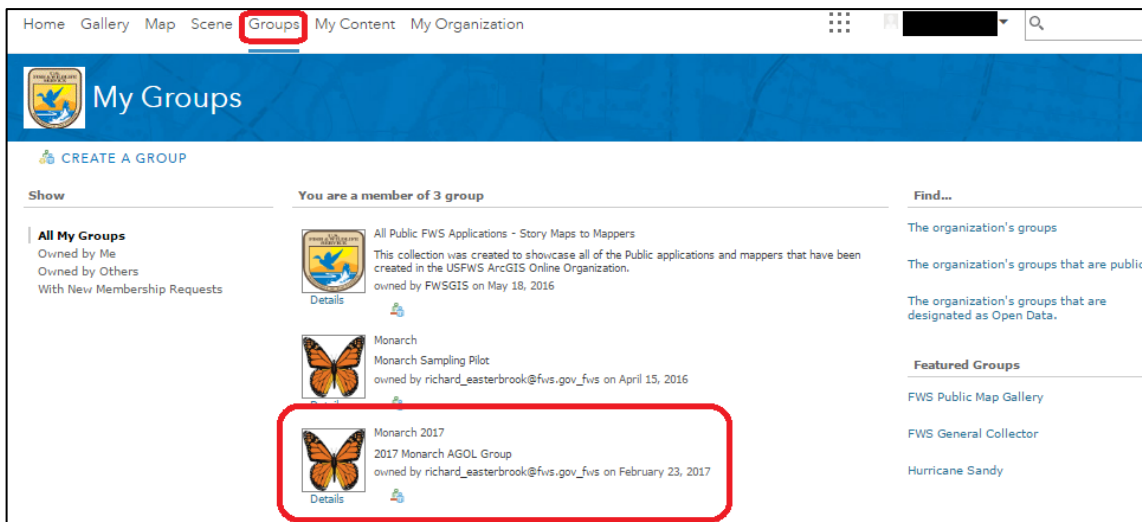 Home Gallery Map Scene Groups My Content My Organization
My Groups
CREATE A GROUP
Show
All My Groups
Owned by Me
Owned by Others
With New Membership Requests
You are a member of 3 group
All Public FWS Applications - Story Maps to Mappers
This collection was created to showcase all of the Public applications and mappers that have been
created in the USFWS ArcGIS Online Organization.
owned by FWSGIS on May 18, 2016
Details
Monarch
Monarch Sampling Pilot
owned by richard_easterbrook@fws.gov_fws on April 15, 2016
Details
Monarch 2017
2017 Monarch AGOL Group
owned by richard_easterbrook@fws.gov_fws on February 23, 2017
Details
Find...
The organization's groups
The organization's groups that are public
The organization's groups that are
designated as Open Data.
Featured Groups
FWS Public Map Gallery
FWS General Collector
Hurricane Sandy